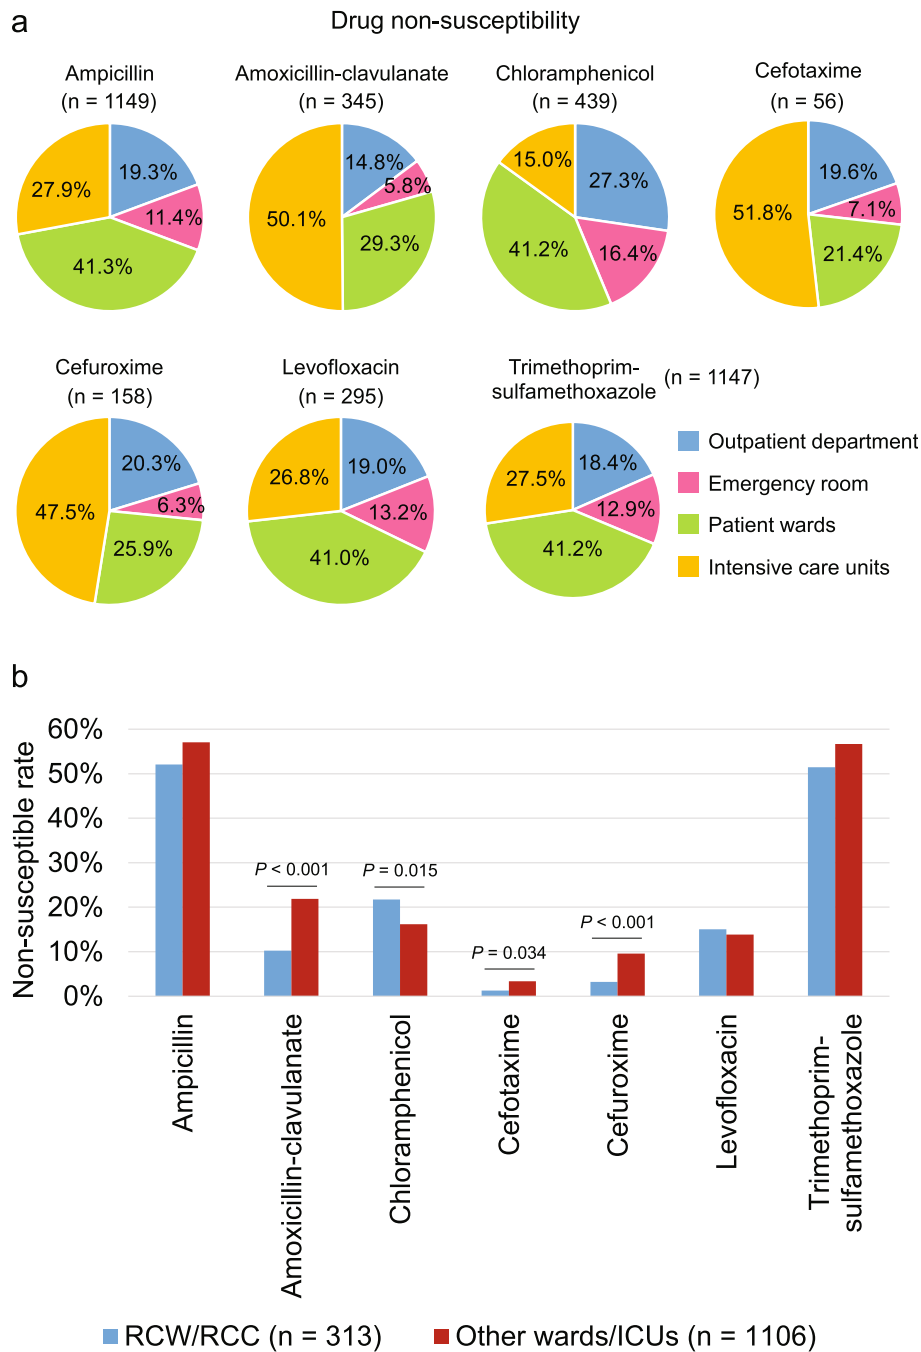 a
Drug non-susceptibility
Ampicillin
(n = 1149)
Amoxicillin-clavulanate
(n = 345)
Chloramphenicol
(n = 439)
Cefotaxime
(n = 56)
19.3%
11.4%
41.3%
27.9%
14.8%
5.8%
29.3%
50.1%
27.3%
16.4%
41.2%
15.0%
19.6%
7.1%
21.4%
51.8%
Cefuroxime
(n = 158)
Levofloxacin
(n = 295)
Trimethoprim-
sulfamethoxazole
(n = 1147)
20.3%
6.3%
25.9%
47.5%
19.0%
13.2%
41.0%
26.8%
18.4%
12.9%
41.2%
27.5%
Outpatient department
Emergency room
Patient wards
Intensive care units
b
Non-susceptible rate
60%
50%
40%
30%
20%
10%
0%
P < 0.001
P = 0.015
P = 0.034
P < 0.001
Ampicillin
Amoxicillin-clavulanate
Chloramphenicol
Cefotaxime
Cefuroxime
Levofloxacin
Trimethoprim-
sulfamethoxazole
RCW/RCC (n = 313)
Other wards/ICUs (n = 1106)